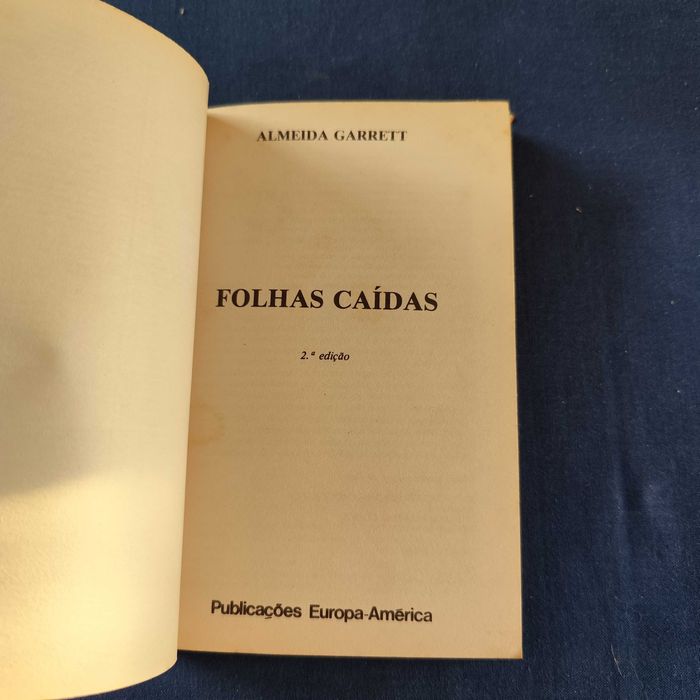 ALMEIDA GARRETT
FOLHAS CAÍDAS
2.ª edição
Publicações Europa-América